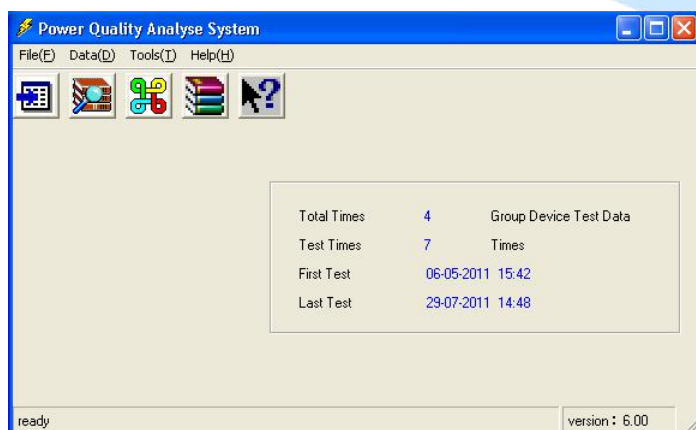 Power Quality Analyse System
File(F) Data(D) Tools(T) Help(H)
Total Times 4 Group Device Test Data
Test Times 7 Times
First Test 06-05-2011 15:42
Last Test 29-07-2011 14:48
ready version : 6.00